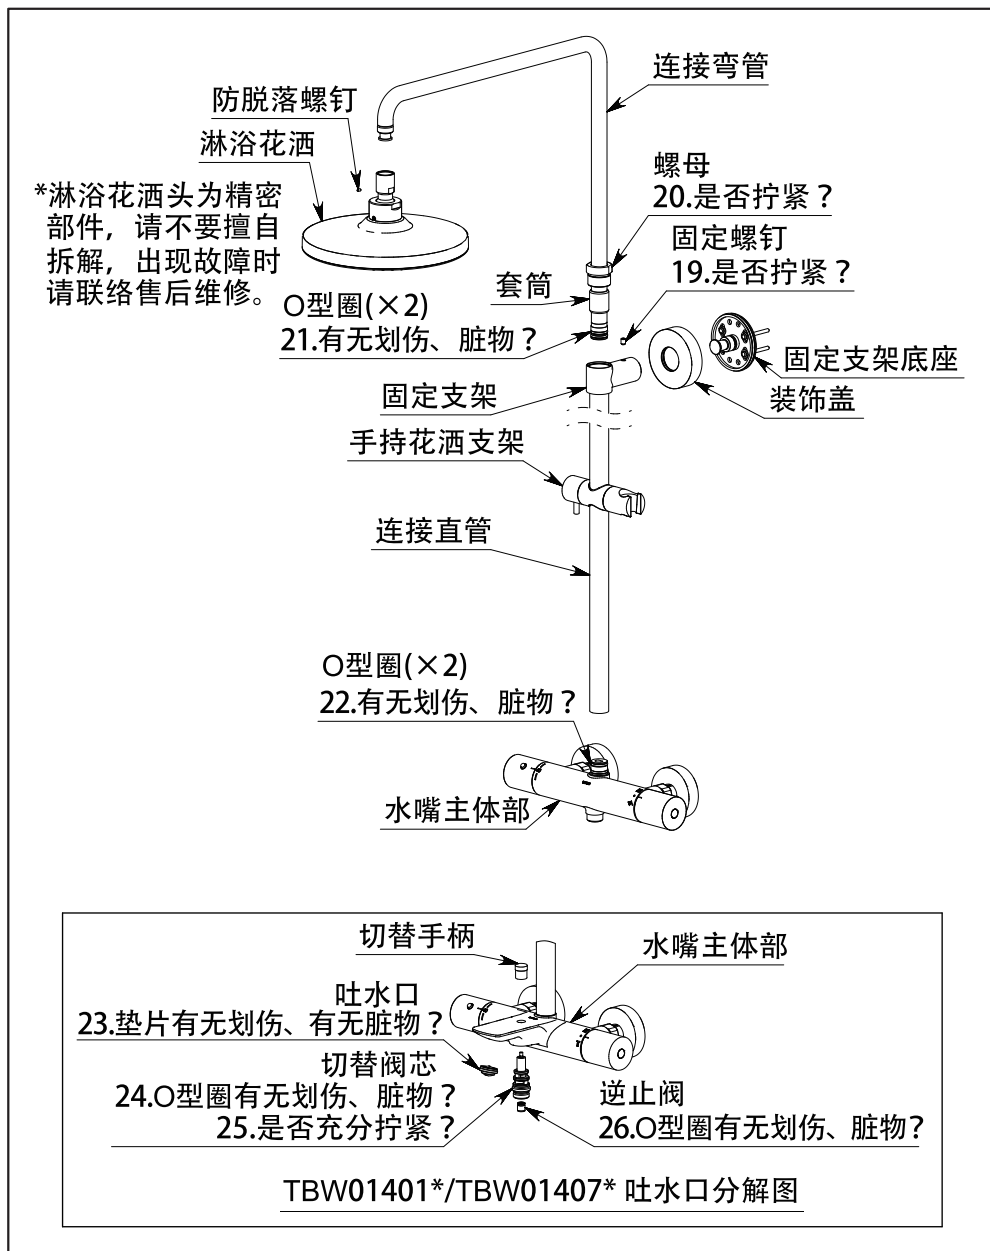 连接弯管
防脱落螺钉
淋浴花洒
*淋浴花洒头为精密
部件，请不要擅自
拆解，出现故障时
请联络售后维修。
螺母
20.是否拧紧？
固定螺钉
19.是否拧紧？
套筒
O型圈(×2)
21.有无划伤、脏物？
固定支架底座
装饰盖
固定支架
手持花洒支架
连接直管
O型圈(×2)
22.有无划伤、脏物？
水嘴主体部
切替手柄
水嘴主体部
吐水口
23.垫片有无划伤、有无脏物？
切替阀芯
24.O型圈有无划伤、脏物？
25.是否充分拧紧？
逆止阀
26.O型圈有无划伤、脏物？
TBW01401*/TBW01407* 吐水口分解图